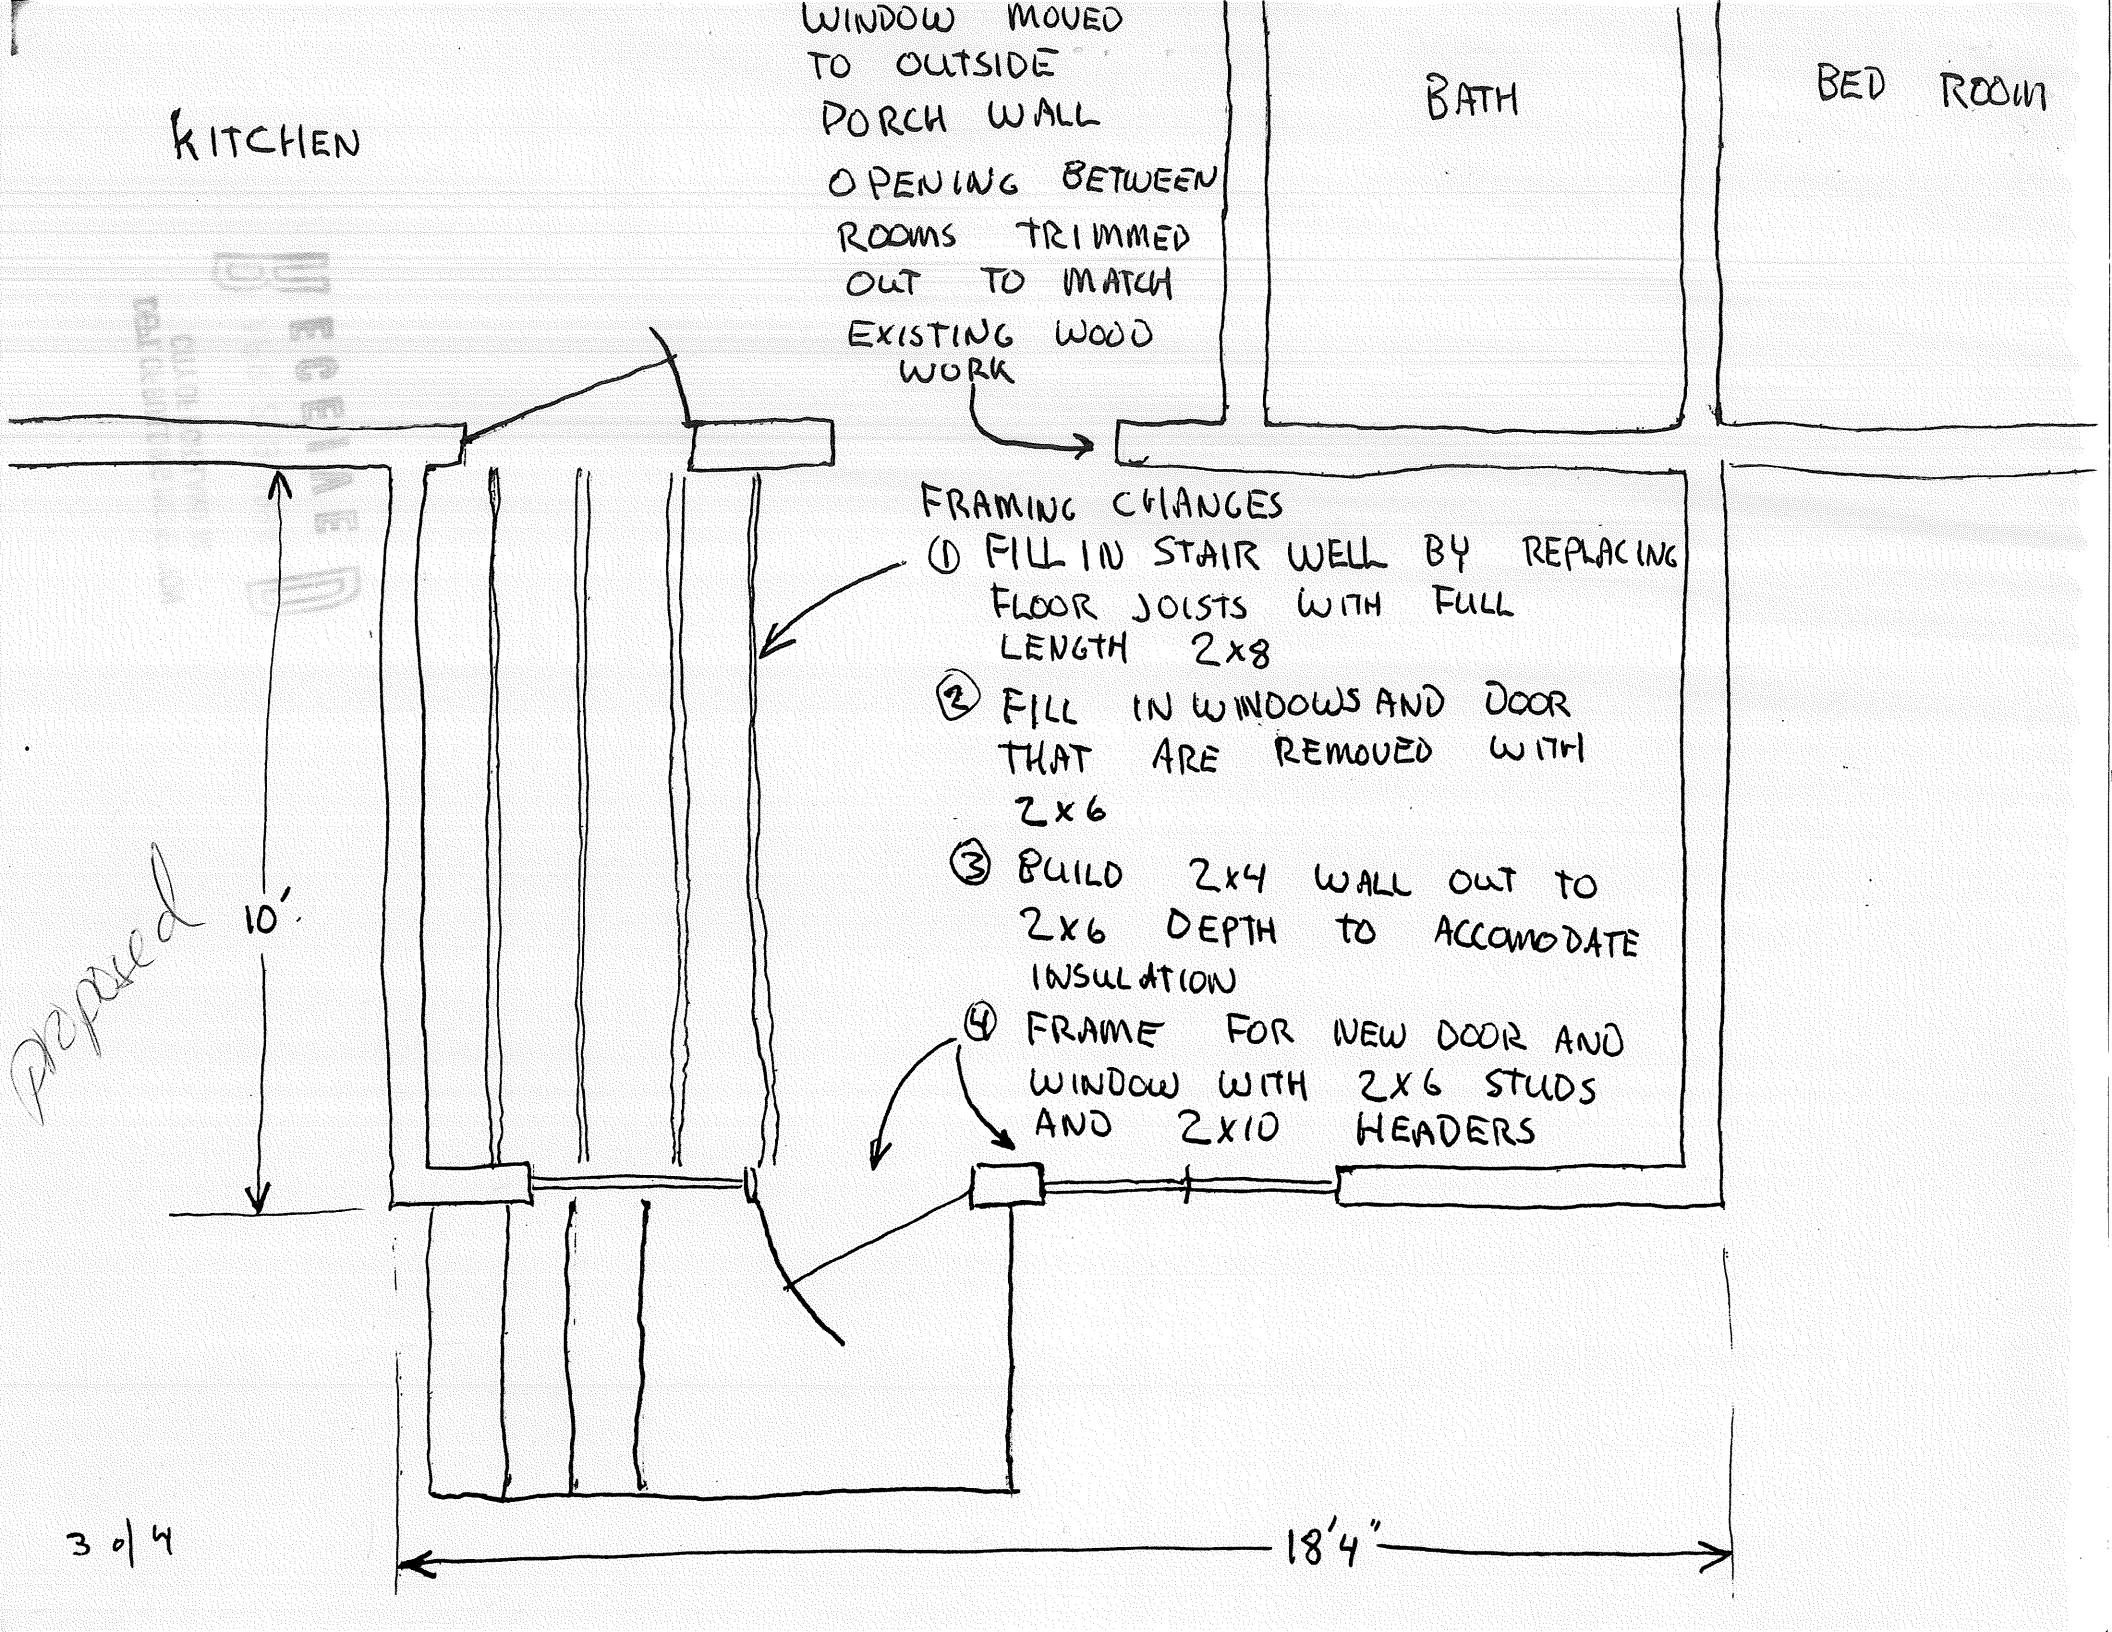 WINDOW MOVED
TO OUTSIDE
PORCH WALL
OPENING BETWEEN
ROOMS TRIMMED
OUT TO MATCH
EXISTING WOOD
WORK
KITCHEN
BATH
BED ROOM
RECEIVED
FRAMING CHANGES
① FILL IN STAIR WELL BY REPLACING
FLOOR JOISTS WITH FULL
LENGTH 2x8
② FILL IN WINDOWS AND DOOR
THAT ARE REMOVED WITH
2x6
③ BUILD 2x4 WALL OUT TO
2x6 DEPTH TO ACCOMODATE
INSULATION
④ FRAME FOR NEW DOOR AND
WINDOW WITH 2x6 STUDS
AND 2x10 HEADERS
10'
proposed
18'4"
3 of 4